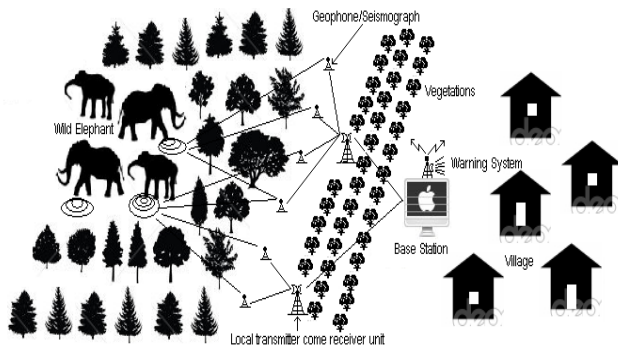 Geophone/Seismograph
Vegetations
Wild Elephant
Warning System
Base Station
Village
Local transmitter come receiver unit